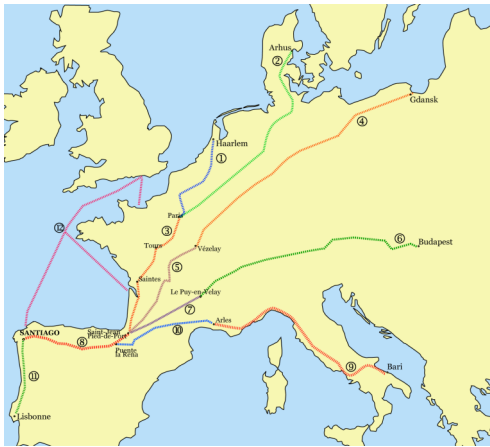 Arhus
②
Gdansk
④
Haarlem
①
Paris
③
Tours
Vézelay
⑫
⑤
⑥
Budapest
Saintes
Le Puy-en-Velay
⑦
Saint-Jean
Pied-de-Port
Arles
SANTIAGO
⑧
Puente
la Reina
⑩
⑨
Bari
⑪
Lisbonne